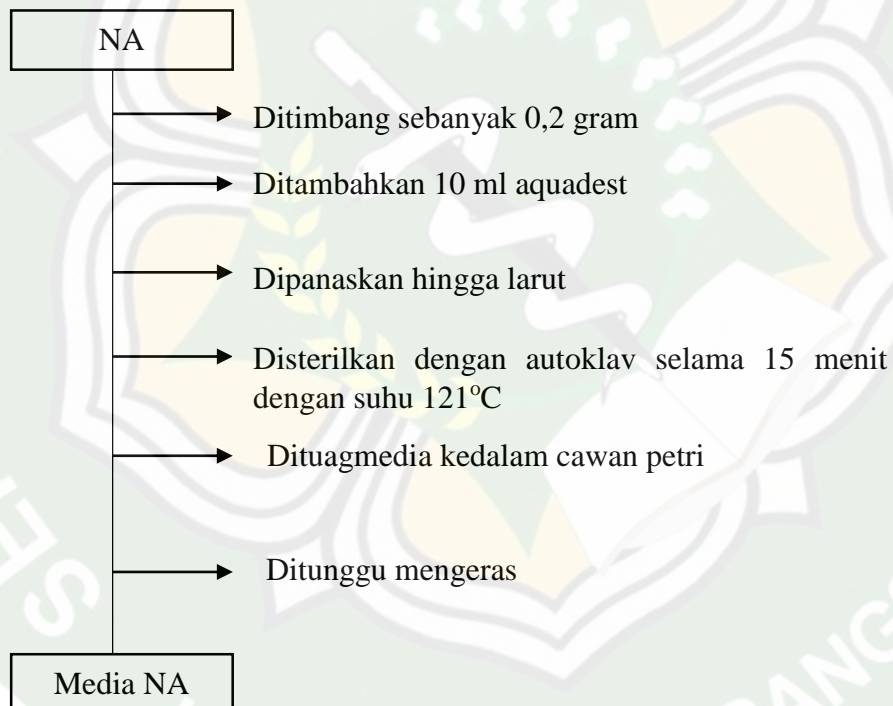 NA
Ditimbang sebanyak 0,2 gram
Ditambahkan 10 ml aquadest
Dipanaskan hingga larut
Disterilkan dengan autoklav selama 15 menit
dengan suhu 121°C
Dituagmedia kedalam cawan petri
Ditunggu mengeras
Media NA